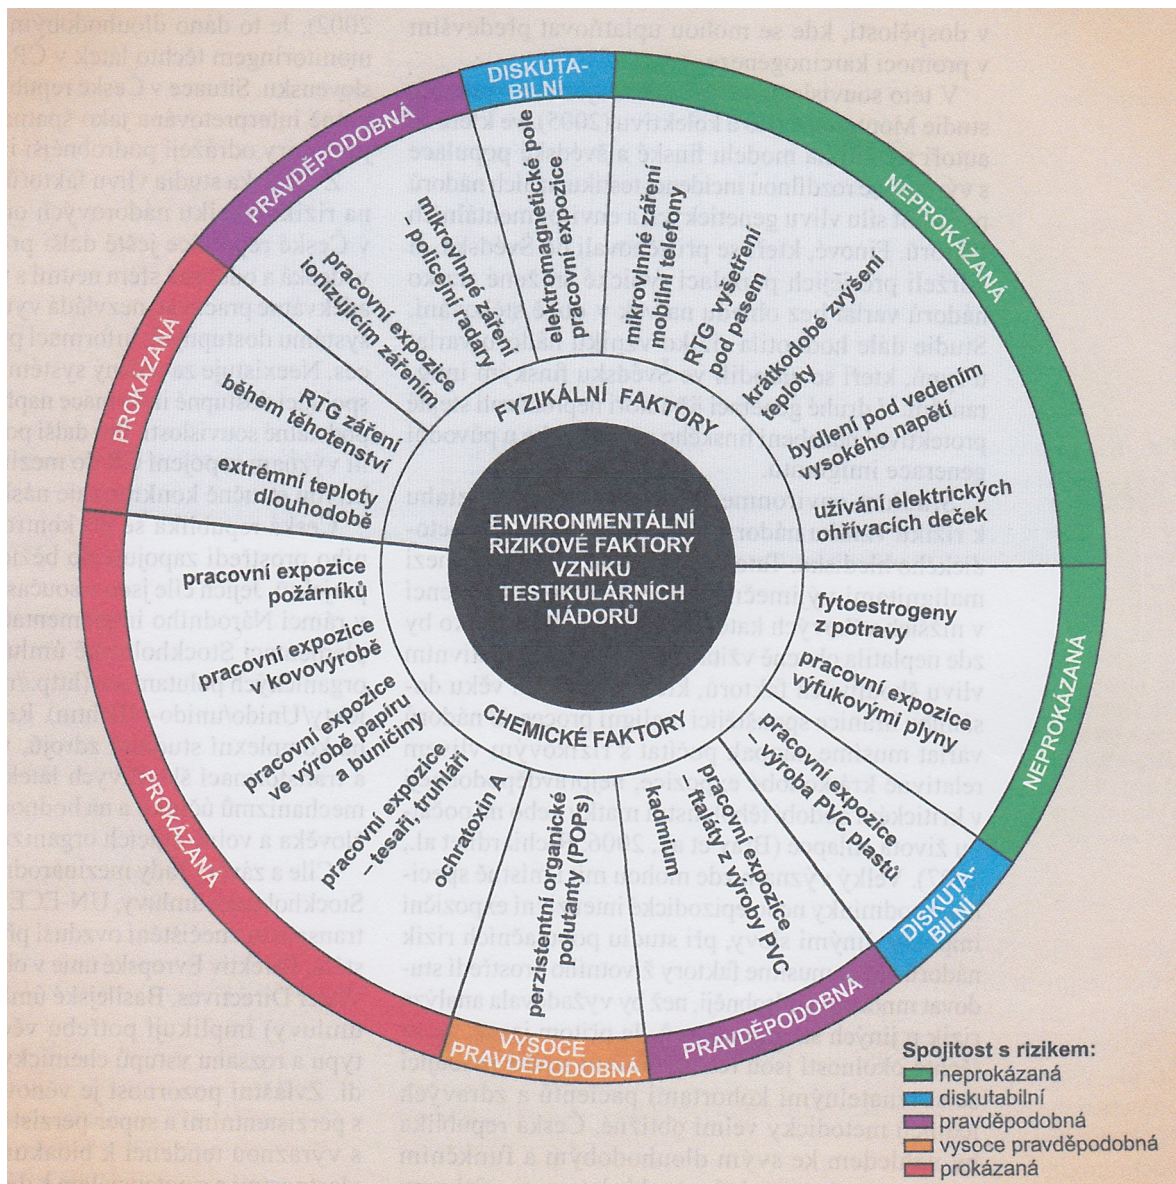 DISKUTA-
BILNÍ
NEPROKÁZANÁ
PRAVDĚPODOBNÁ
PROKÁZANÁ
extrémní teploty
dlouhodobě
RTG záření
během těhotenství
pracovní expozice
ionizujícím zářením
mikrovlnné záření
policejní radary
elektromagnetické pole
pracovní expozice
mikrovlnné záření
mobilní telefony
RTG vyšetření
pod pasem
krátkodobé zvýšení
teploty
bydlení pod vedením
vysokého napětí
užívání elektrických
ohřívacích deček
FYZIKÁLNÍ FAKTORY
ENVIRONMENTÁLNÍ
RIZIKOVÉ FAKTORY
VZNIKU
TESTIKULÁRNÍCH
NÁDORŮ
CHEMICKÉ FAKTORY
fytoestrogeny
z potravy
pracovní expozice
výfukovými plyny
pracovní expozice
– výroba PVC plastů
pracovní expozice
– ftaláty z výroby PVC
kadmium
perzistentní organické
polutanty (POPs)
ochratoxin A
pracovní expozice
– tesaři, truhláři
pracovní expozice
ve výrobě papíru
a buničiny
pracovní expozice
v kovovýrobě
pracovní expozice
požárníků
NEPROKÁZANÁ
DISKUTA-
BILNÍ
PRAVDĚPODOBNÁ
VYSOCE
PRAVDĚPODOBNÁ
PROKÁZANÁ
Spojitost s rizikem:
neprokázaná
diskutabilní
pravděpodobná
vysoce pravděpodobná
prokázaná